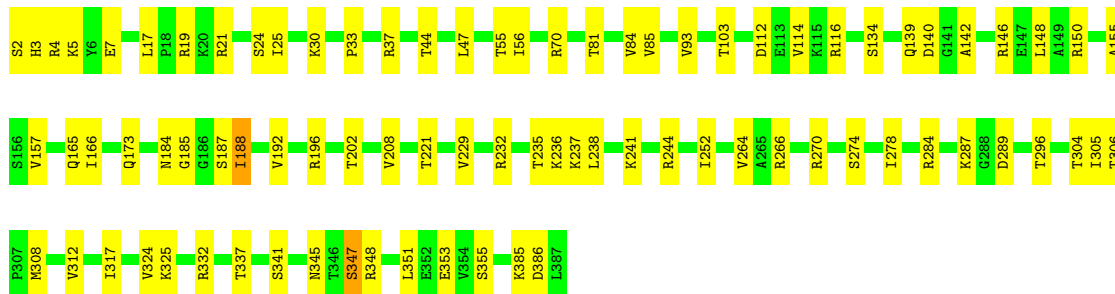 S2 H3 R4 K5 Y6 E7 L17 P18 R19 K20 R21 S24 I25 K30 P33 R37 T44 L47 T55 I56 R70 T81 V84 V85 V93 T103 D112 E113 V114 K115 R116 S134 Q139 D140 G141 A142 R146 E147 L148 A149 R150 A155
S156 V157 Q165 I166 Q173 N184 G185 G186 S187 I188 V192 R196 T202 V208 T221 V229 R232 T235 K236 K237 L238 K241 R244 I252 V264 A265 R266 R270 S274 I278 R284 K287 G288 D289 T296 T304 I305 T306
P307 M308 V312 I317 V324 K325 R332 T337 S341 N345 T346 S347 R348 L351 E352 E353 V354 S355 K385 D386 L387